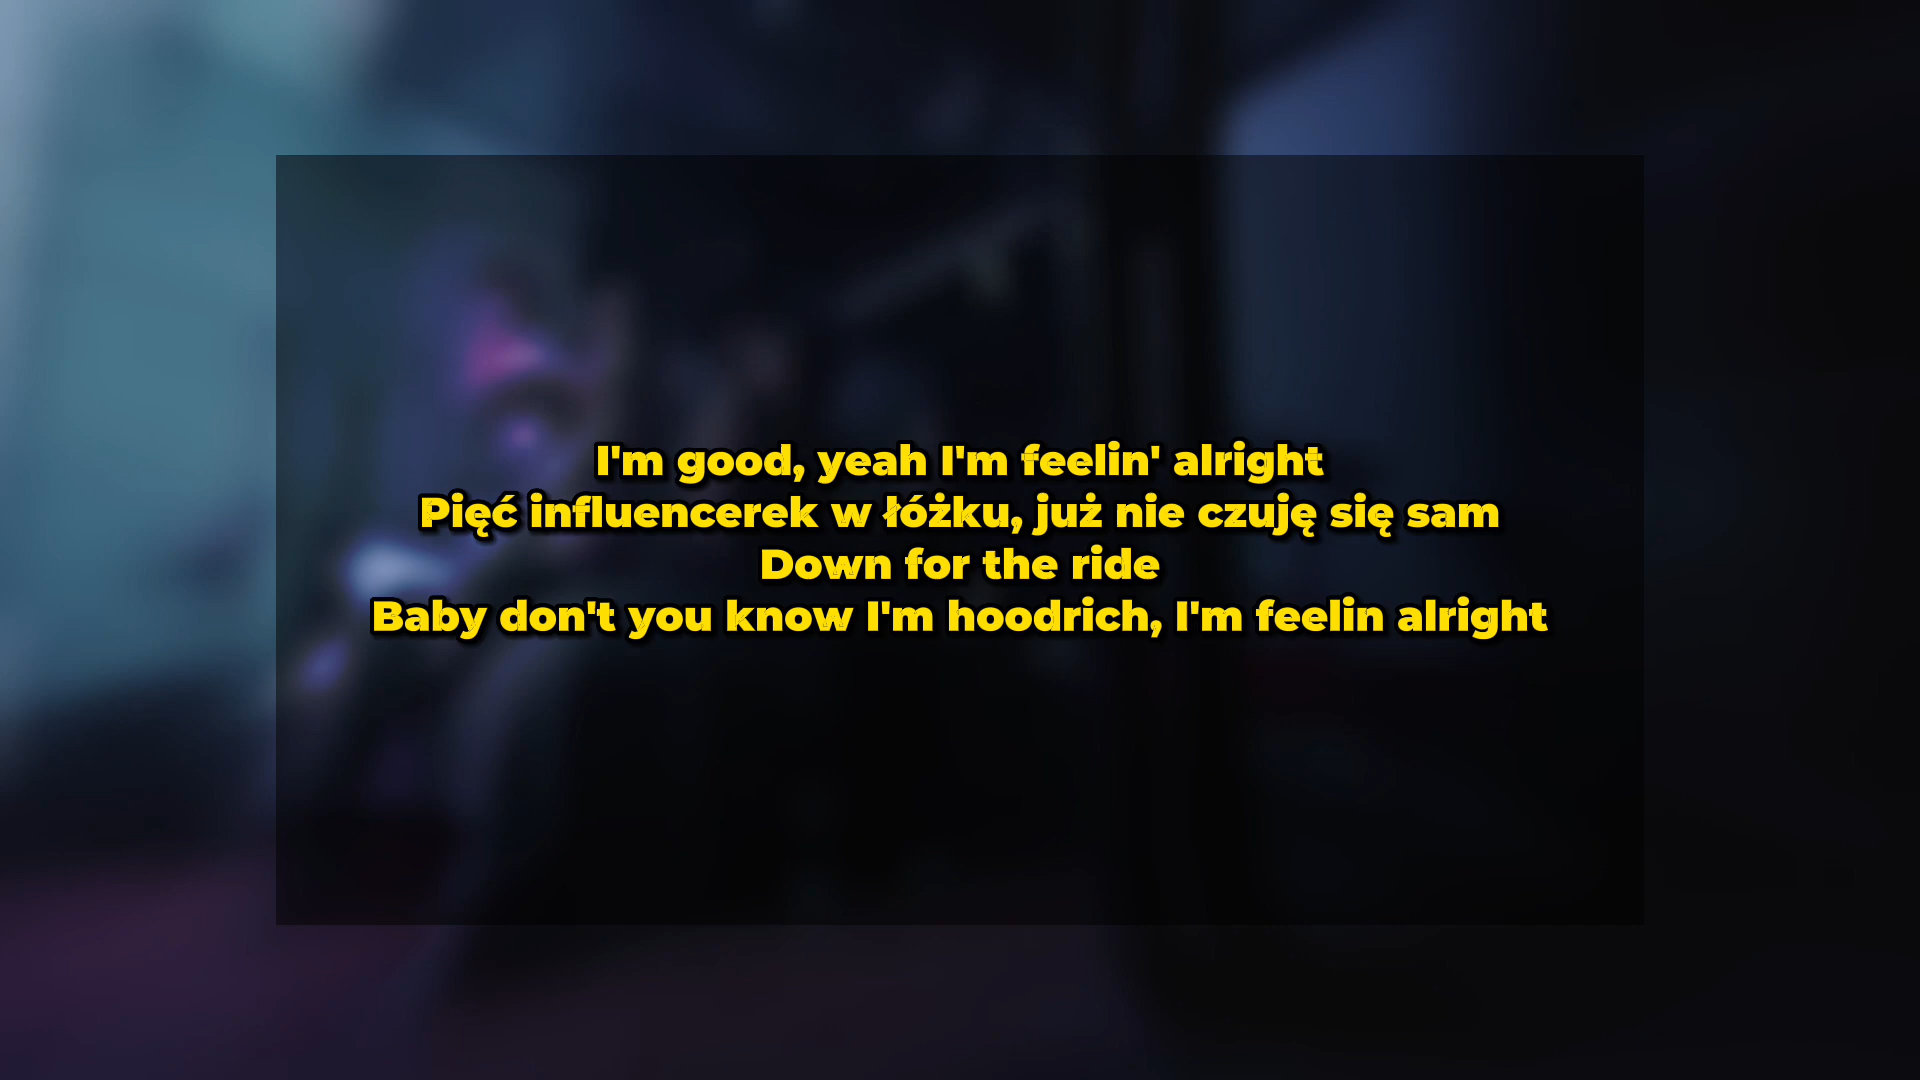 I'm good, yeah I'm feelin' alright
Pięć influencerek w łóżku, już nie czuję się sam
Down for the ride
Baby don't you know I'm hoodrich, I'm feelin alright